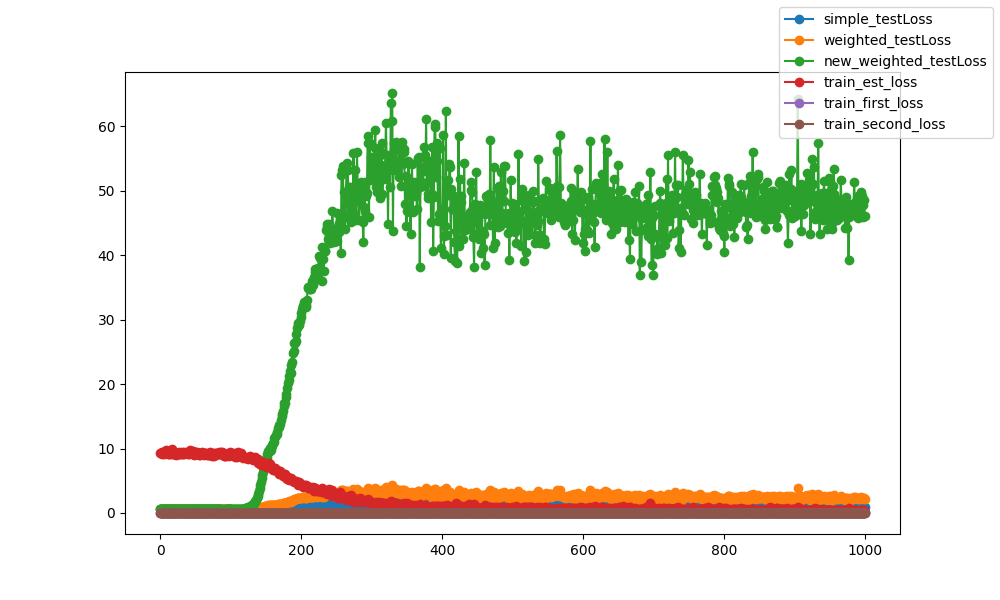 simple_testLoss
weighted_testLoss
new_weighted_testLoss
train_est_loss
train_first_loss
train_second_loss
60
50
40
30
20
10
0
0 200 400 600 800 1000